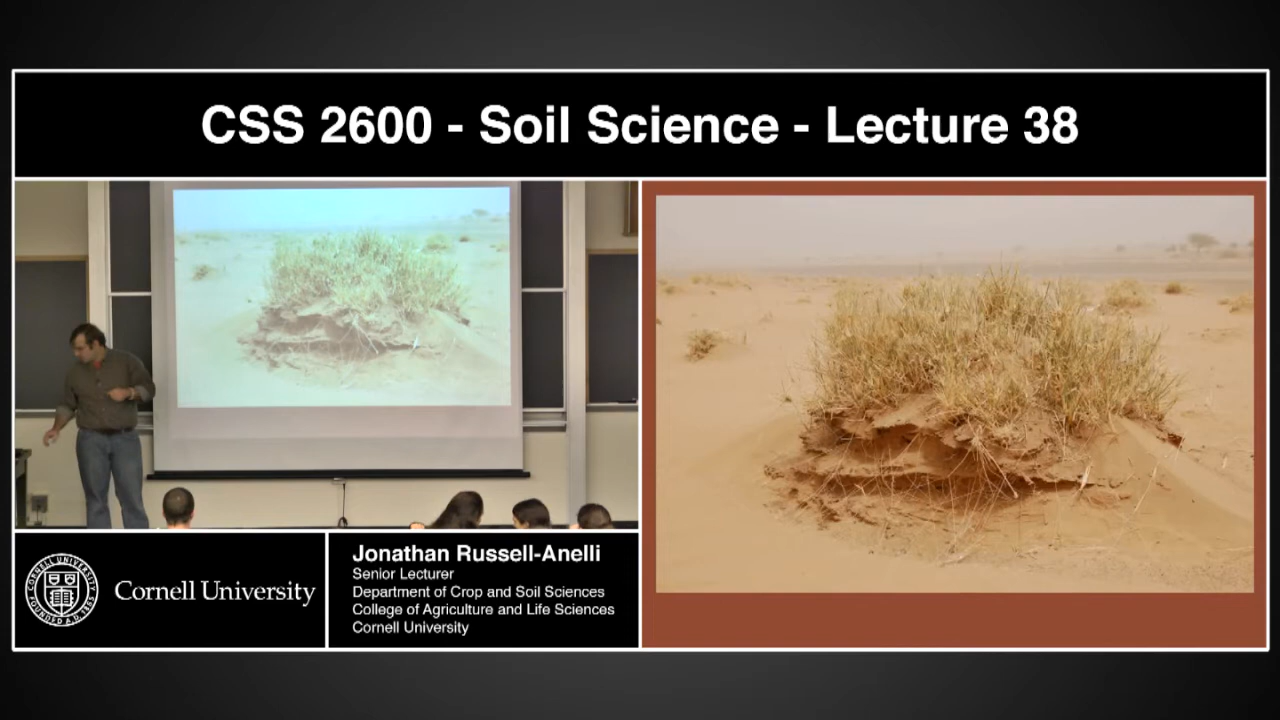 CSS 2600 - Soil Science - Lecture 38
Cornell University
Jonathan Russell-Anelli
Senior Lecturer
Department of Crop and Soil Sciences
College of Agriculture and Life Sciences
Cornell University